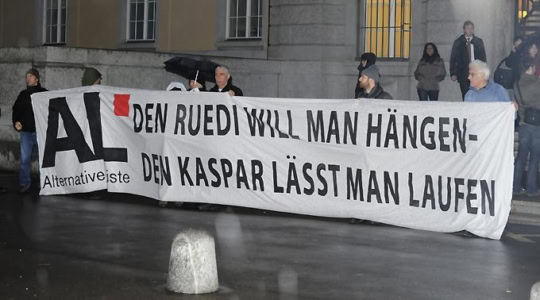 AL
Alternative Liste
DEN RUEDI WILL MAN HÄNGEN-
DEN KASPAR LÄSST MAN LAUFEN